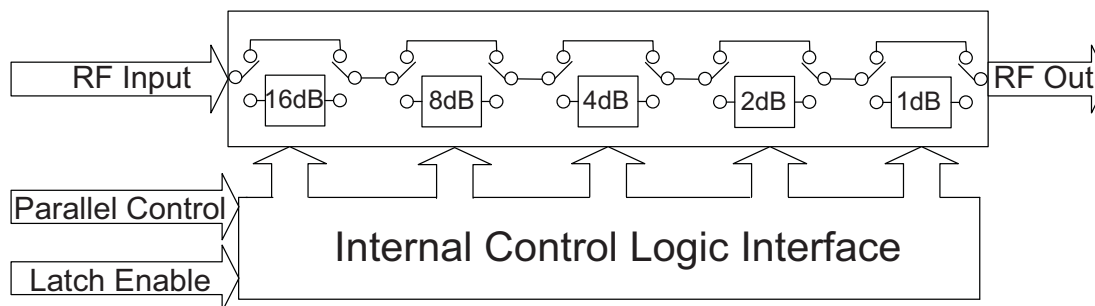 RF Input
16dB
8dB
4dB
2dB
1dB
RF Out
Parallel Control
Internal Control Logic Interface
Latch Enable